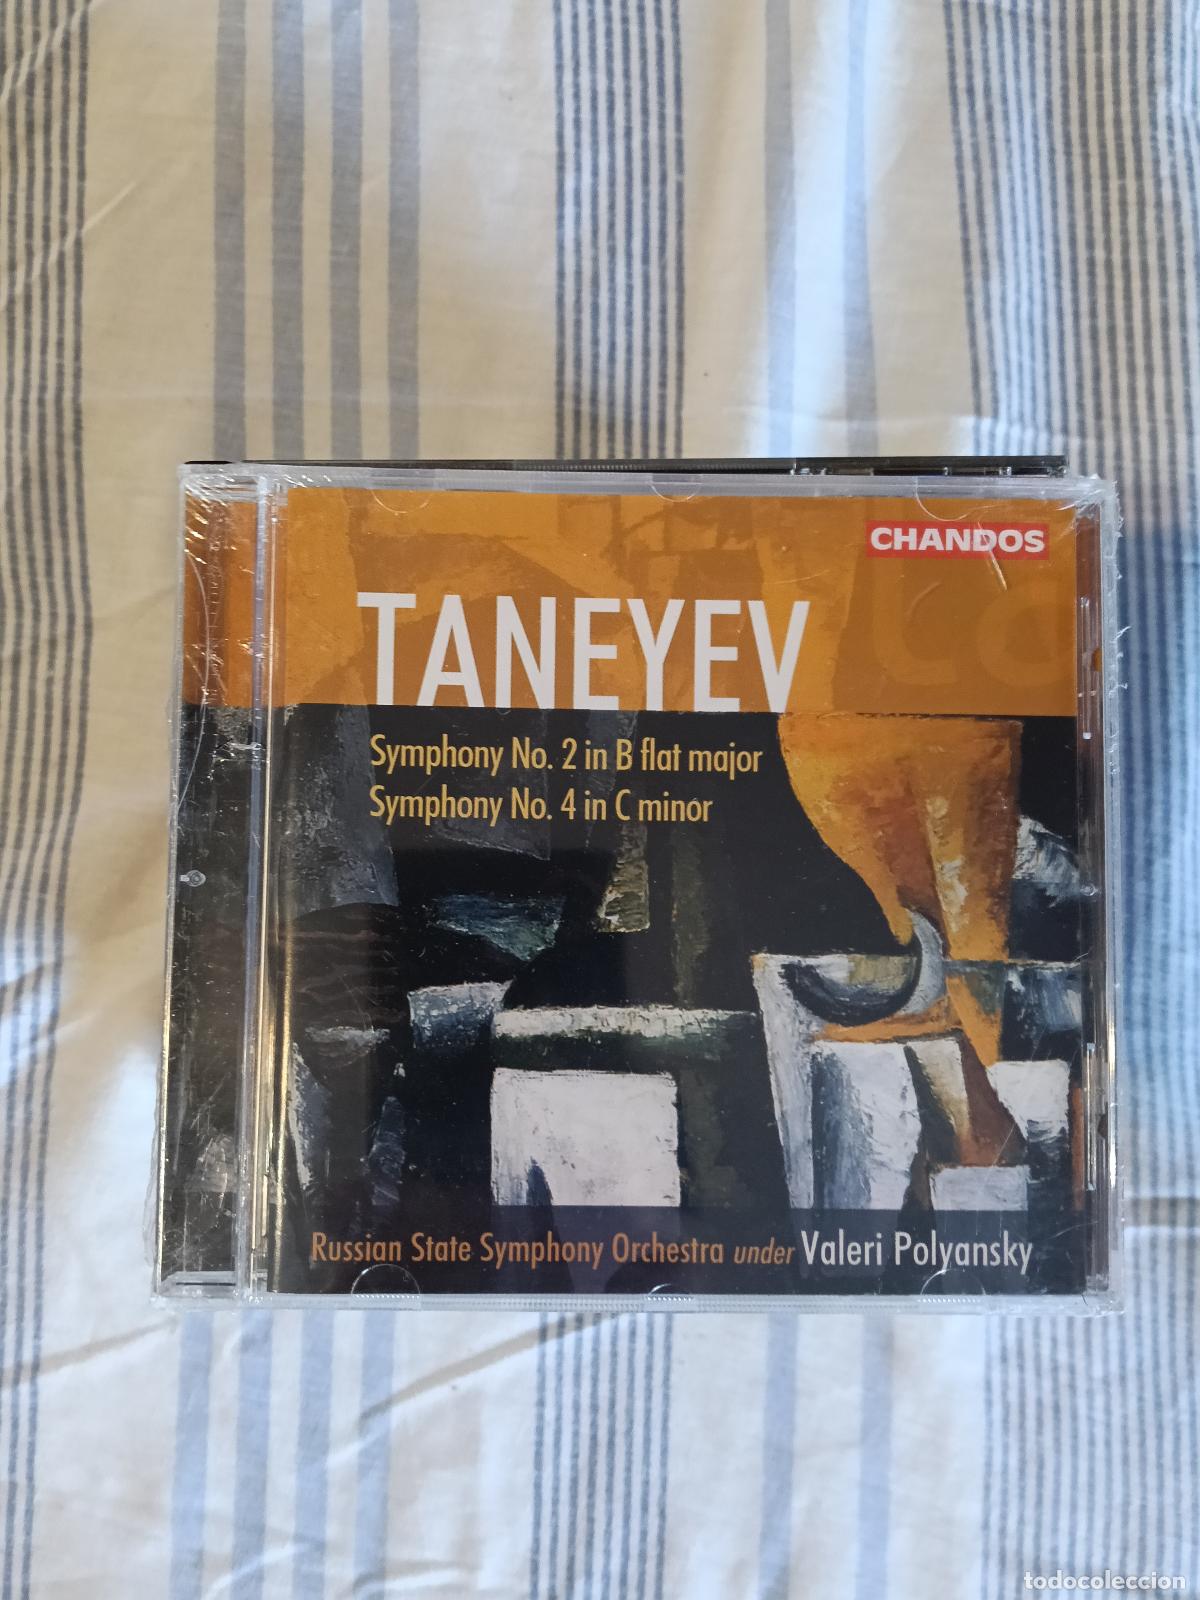 CHANDOS
TANEYEV
Symphony No. 2 in B flat major
Symphony No. 4 in C minor
Russian State Symphony Orchestra under Valeri Polyansky
todocoleccion